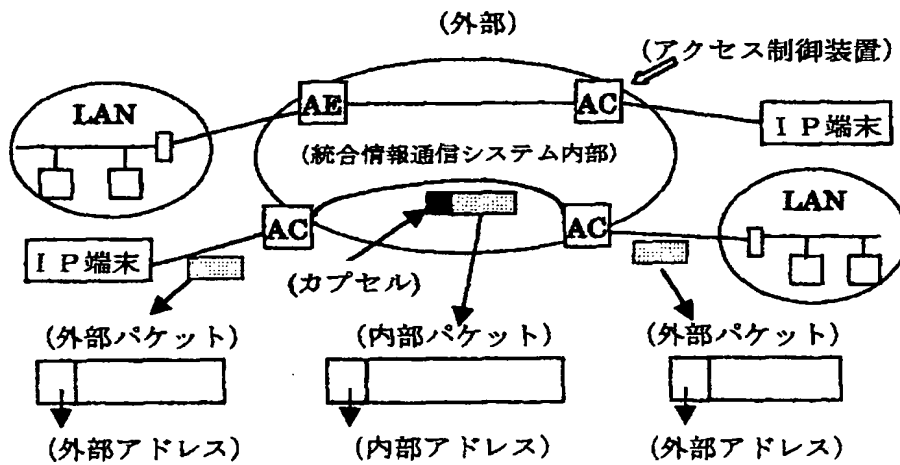 (外部)
(アクセス制御装置)
LAN
AE
AC
IP端末
(統合情報通信システム内部)
AC
AC
LAN
IP端末
(カプセル)
(外部パケット)
(内部パケット)
(外部パケット)
(外部アドレス)
(内部アドレス)
(外部アドレス)